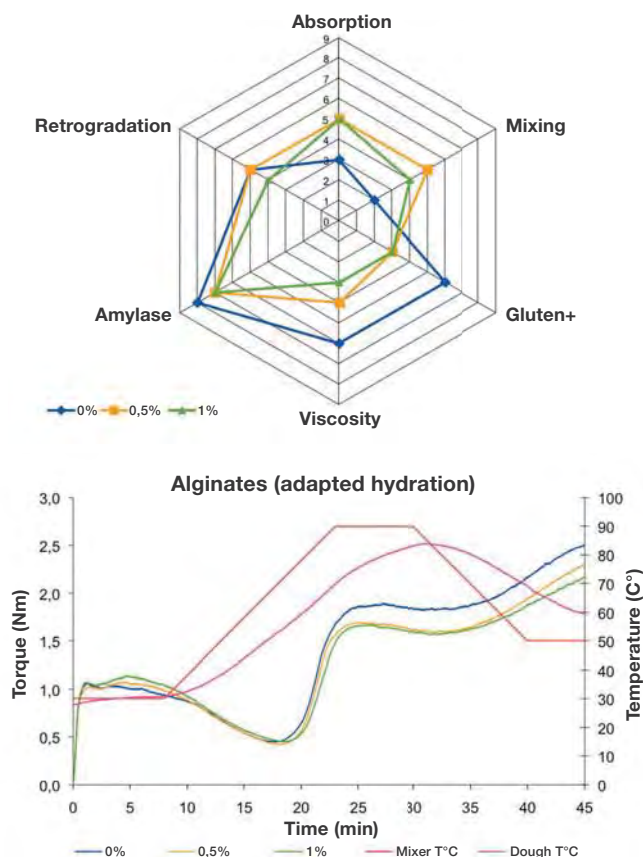 Absorption
9
8
7
6
5
4
3
2
1
0
Retrogradation
Mixing
Amylase
Gluten+
Viscosity
0% 0,5% 1%
Alginates (adapted hydration)
3,0 100
90
2,5
80
70
2,0
60
1,5 50
40
1,0
30
20
0,5
10
0,0 0
0 5 10 15 20 25 30 35 40 45
Torque (Nm)
Temperature (C°)
Time (min)
0% 0,5% 1% Mixer T°C Dough T°C